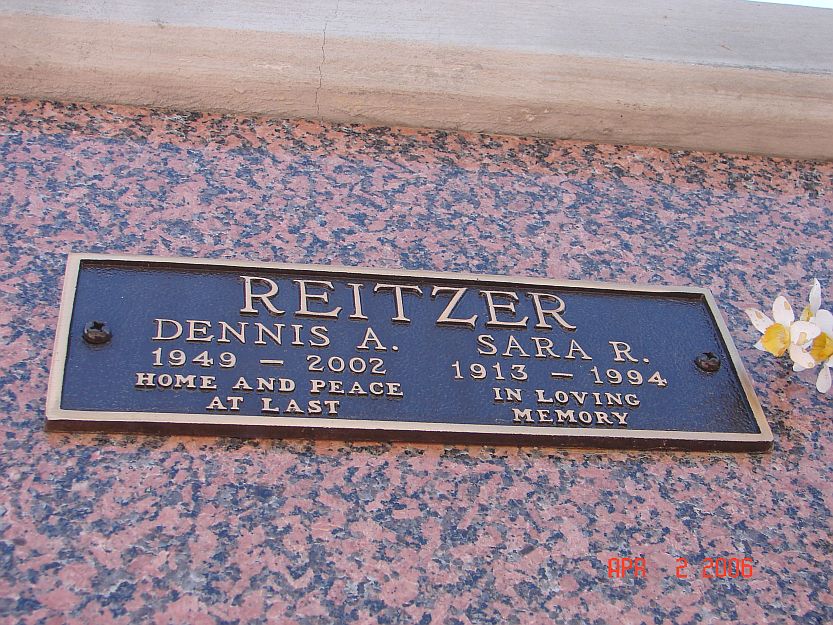 REITZER
DENNIS A.
1949 – 2002
HOME AND PEACE
AT LAST
SARA R.
1913 – 1994
IN LOVING
MEMORY
APR 2 2006